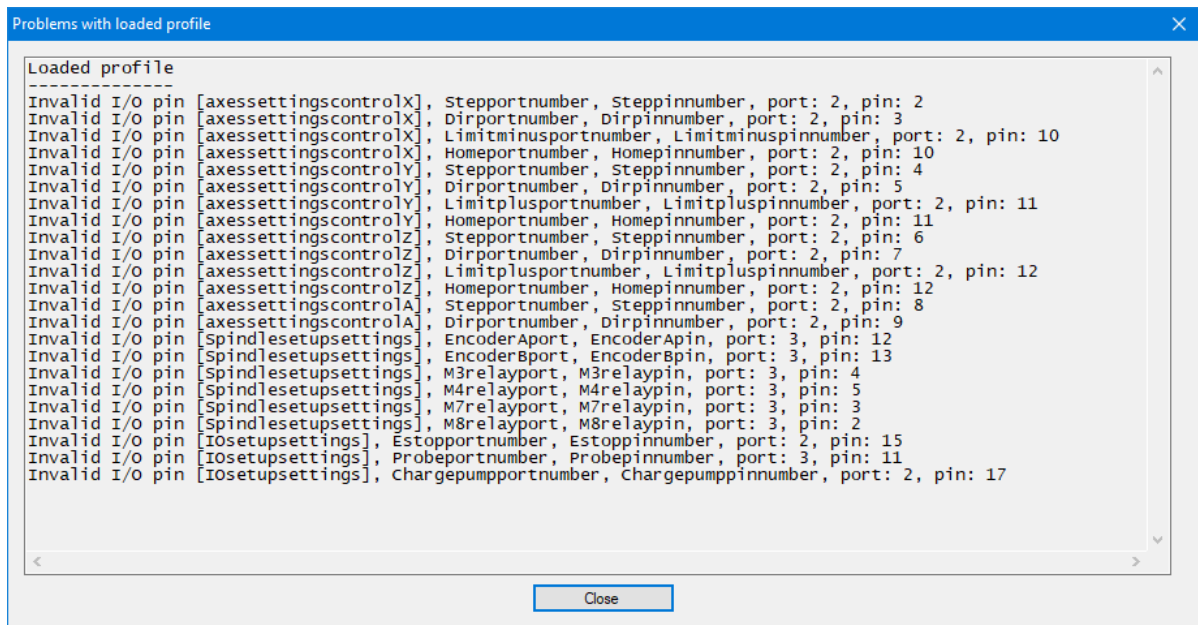 Problems with loaded profile
Loaded profile
--------------
Invalid I/O pin [axessettingscontrolX], Stepportnumber, Steppinnumber, port: 2, pin: 2
Invalid I/O pin [axessettingscontrolX], Dirportnumber, Dirpinnumber, port: 2, pin: 3
Invalid I/O pin [axessettingscontrolX], Limitminusportnumber, Limitminuspinnumber, port: 2, pin: 10
Invalid I/O pin [axessettingscontrolX], Homeportnumber, Homepinnumber, port: 2, pin: 10
Invalid I/O pin [axessettingscontrolY], Stepportnumber, Steppinnumber, port: 2, pin: 4
Invalid I/O pin [axessettingscontrolY], Dirportnumber, Dirpinnumber, port: 2, pin: 5
Invalid I/O pin [axessettingscontrolY], Limitplusportnumber, Limitpluspinnumber, port: 2, pin: 11
Invalid I/O pin [axessettingscontrolY], Homeportnumber, Homepinnumber, port: 2, pin: 11
Invalid I/O pin [axessettingscontrolZ], Stepportnumber, Steppinnumber, port: 2, pin: 6
Invalid I/O pin [axessettingscontrolZ], Dirportnumber, Dirpinnumber, port: 2, pin: 7
Invalid I/O pin [axessettingscontrolZ], Limitplusportnumber, Limitpluspinnumber, port: 2, pin: 12
Invalid I/O pin [axessettingscontrolZ], Homeportnumber, Homepinnumber, port: 2, pin: 12
Invalid I/O pin [axessettingscontrolA], Stepportnumber, Steppinnumber, port: 2, pin: 8
Invalid I/O pin [axessettingscontrolA], Dirportnumber, Dirpinnumber, port: 2, pin: 9
Invalid I/O pin [Spindlesetupsettings], EncoderAport, EncoderApin, port: 3, pin: 12
Invalid I/O pin [Spindlesetupsettings], EncoderBport, EncoderBpin, port: 3, pin: 13
Invalid I/O pin [Spindlesetupsettings], M3relayport, M3relaypin, port: 3, pin: 4
Invalid I/O pin [Spindlesetupsettings], M4relayport, M4relaypin, port: 3, pin: 5
Invalid I/O pin [Spindlesetupsettings], M7relayport, M7relaypin, port: 3, pin: 3
Invalid I/O pin [Spindlesetupsettings], M8relayport, M8relaypin, port: 3, pin: 2
Invalid I/O pin [IOsetupsettings], Estopportnumber, Estoppinnumber, port: 2, pin: 15
Invalid I/O pin [IOsetupsettings], Probeportnumber, Probepinnumber, port: 3, pin: 11
Invalid I/O pin [IOsetupsettings], Chargepumpportnumber, Chargepumppinnumber, port: 2, pin: 17
Close